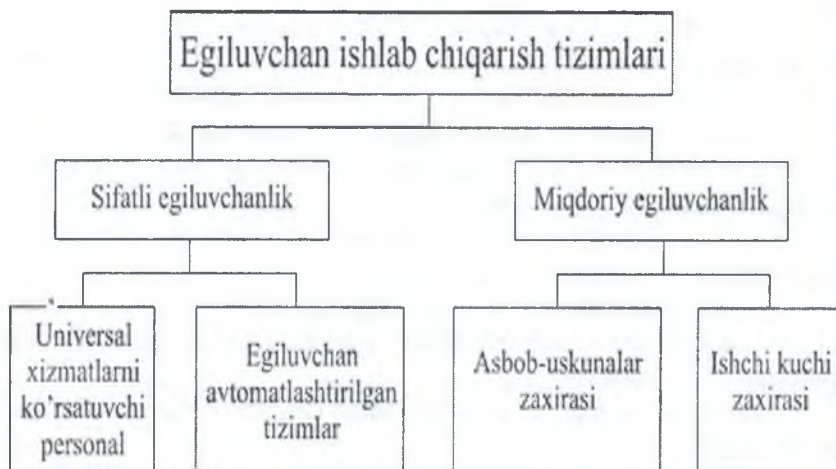 Egiluvchan ishlab chiqarish tizimlari
Sifatli egiluvchanlik
Miqdoriy egiluvchanlik
Universal
xizmatlarni
ko'rsatuvchi
personal
Egiluvchan
avtomatlashtirilgan
tizimlar
Asbob-uskunalar
zaxirasi
Ishchi kuchi
zaxirasi